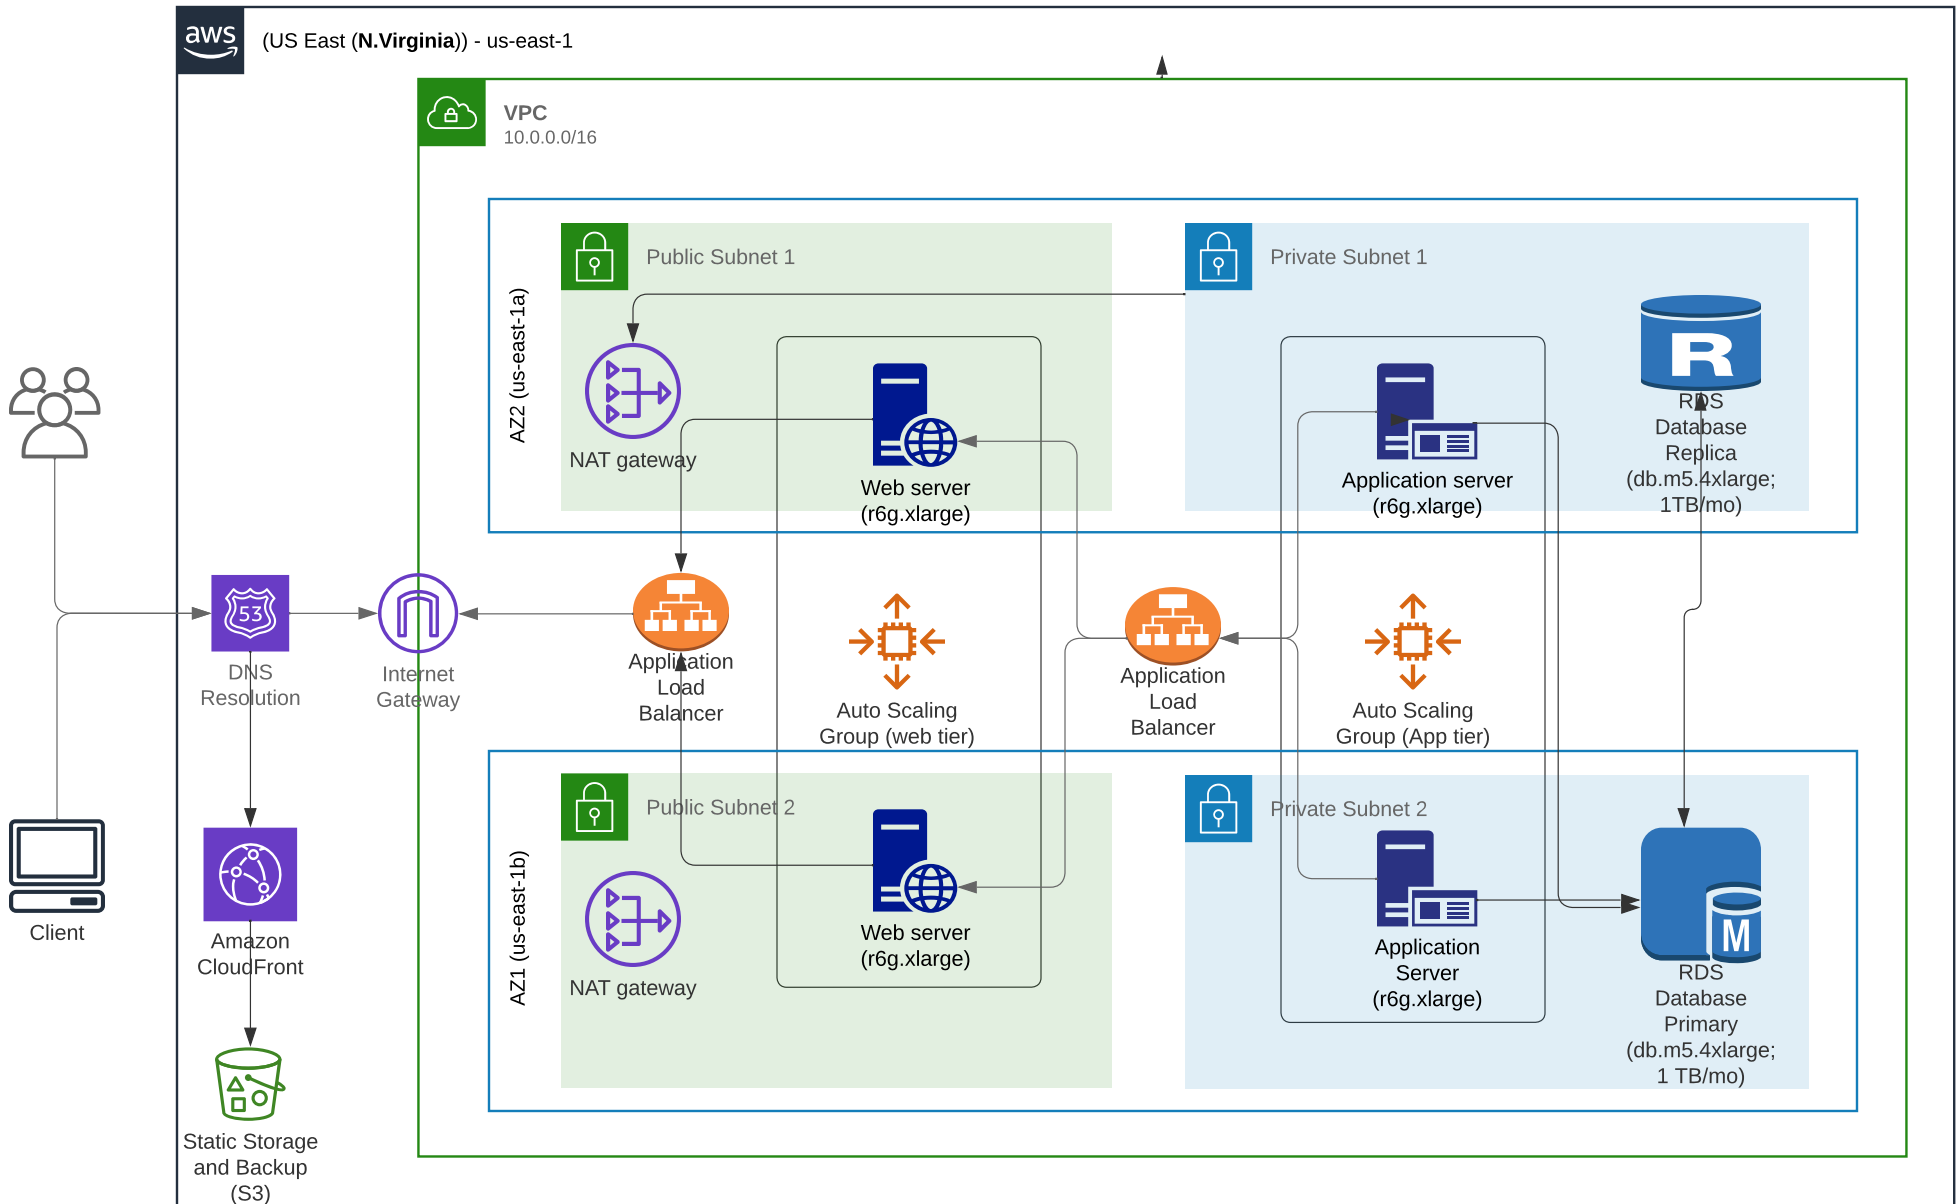 aws
(US East (N.Virginia)) - us-east-1
VPC
10.0.0.0/16
AZ2 (us-east-1a)
Public Subnet 1
NAT gateway
Web server
(r6g.xlarge)
Private Subnet 1
Application server
(r6g.xlarge)
R
RDS
Database
Replica
(db.m5.4xlarge;
1TB/mo)
53
DNS
Resolution
Internet
Gateway
Application
Load
Balancer
Auto Scaling
Group (web tier)
Application
Load
Balancer
Auto Scaling
Group (App tier)
Client
Amazon
CloudFront
Static Storage
and Backup
(S3)
AZ1 (us-east-1b)
Public Subnet 2
NAT gateway
Web server
(r6g.xlarge)
Private Subnet 2
Application
Server
(r6g.xlarge)
M
RDS
Database
Primary
(db.m5.4xlarge;
1 TB/mo)